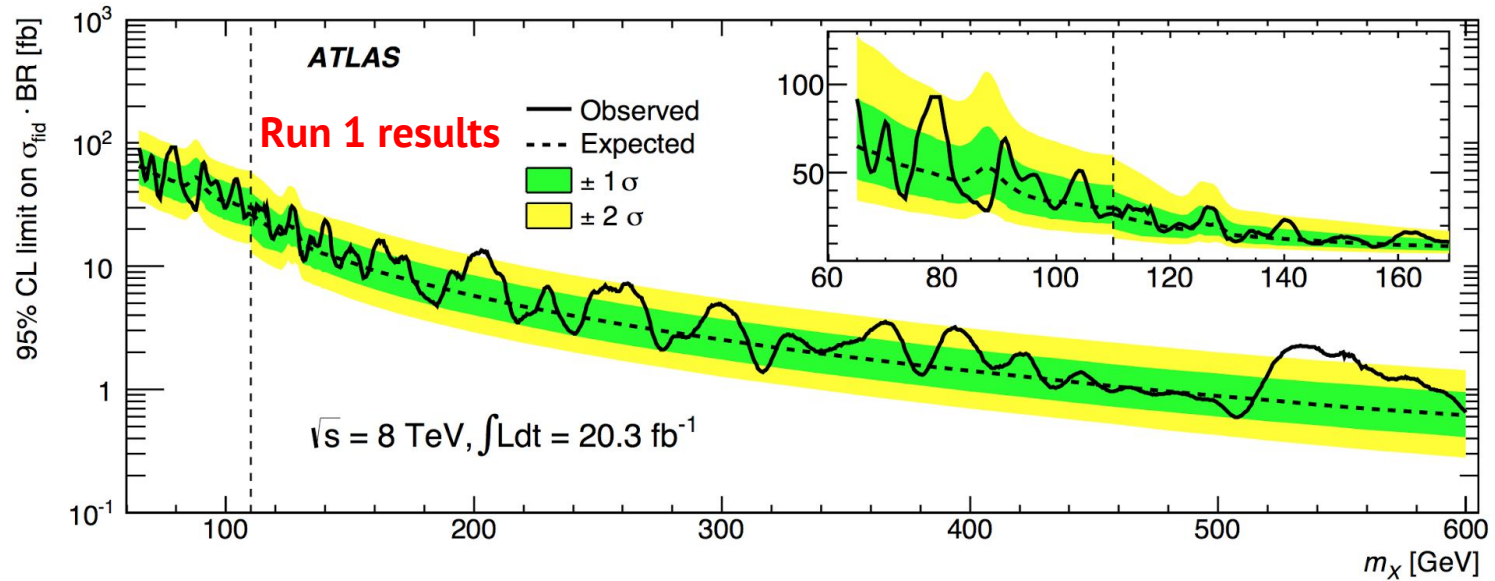 95% CL limit on σ_fid · BR [fb]
10³
10²
10
1
10⁻¹
ATLAS
Run 1 results
Observed
Expected
± 1 σ
± 2 σ
√s = 8 TeV, ∫Ldt = 20.3 fb⁻¹
100
50
60 80 100 120 140 160
100 200 300 400 500 600
m_X [GeV]